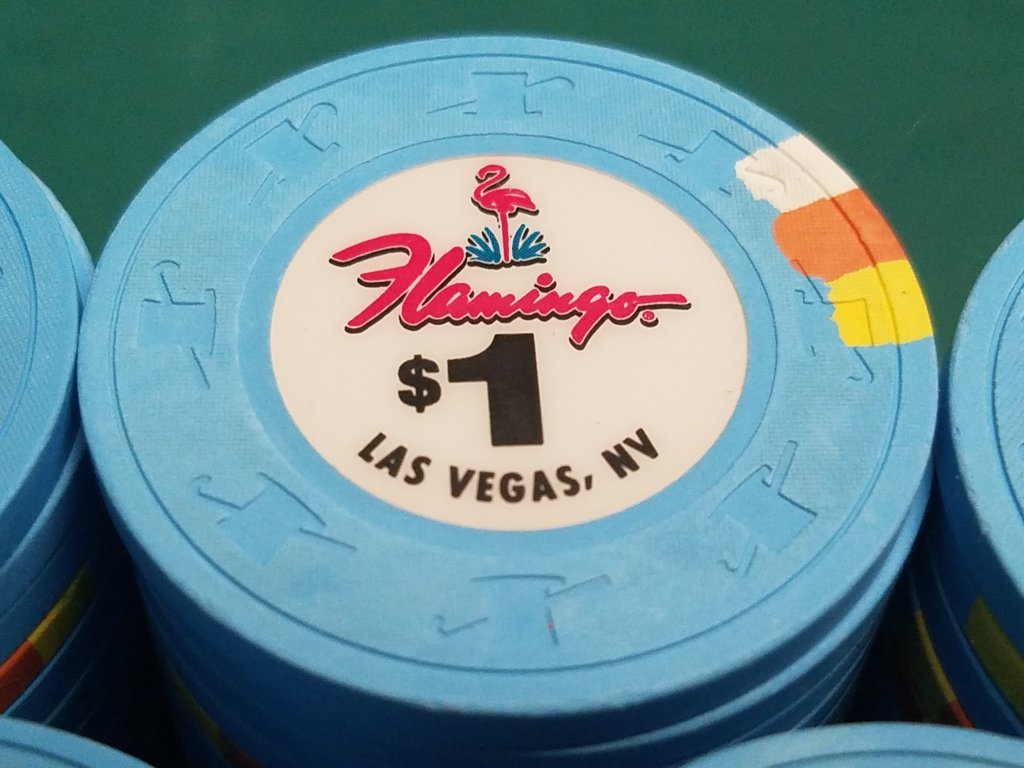 Flamingo®
$1
LAS VEGAS, NV